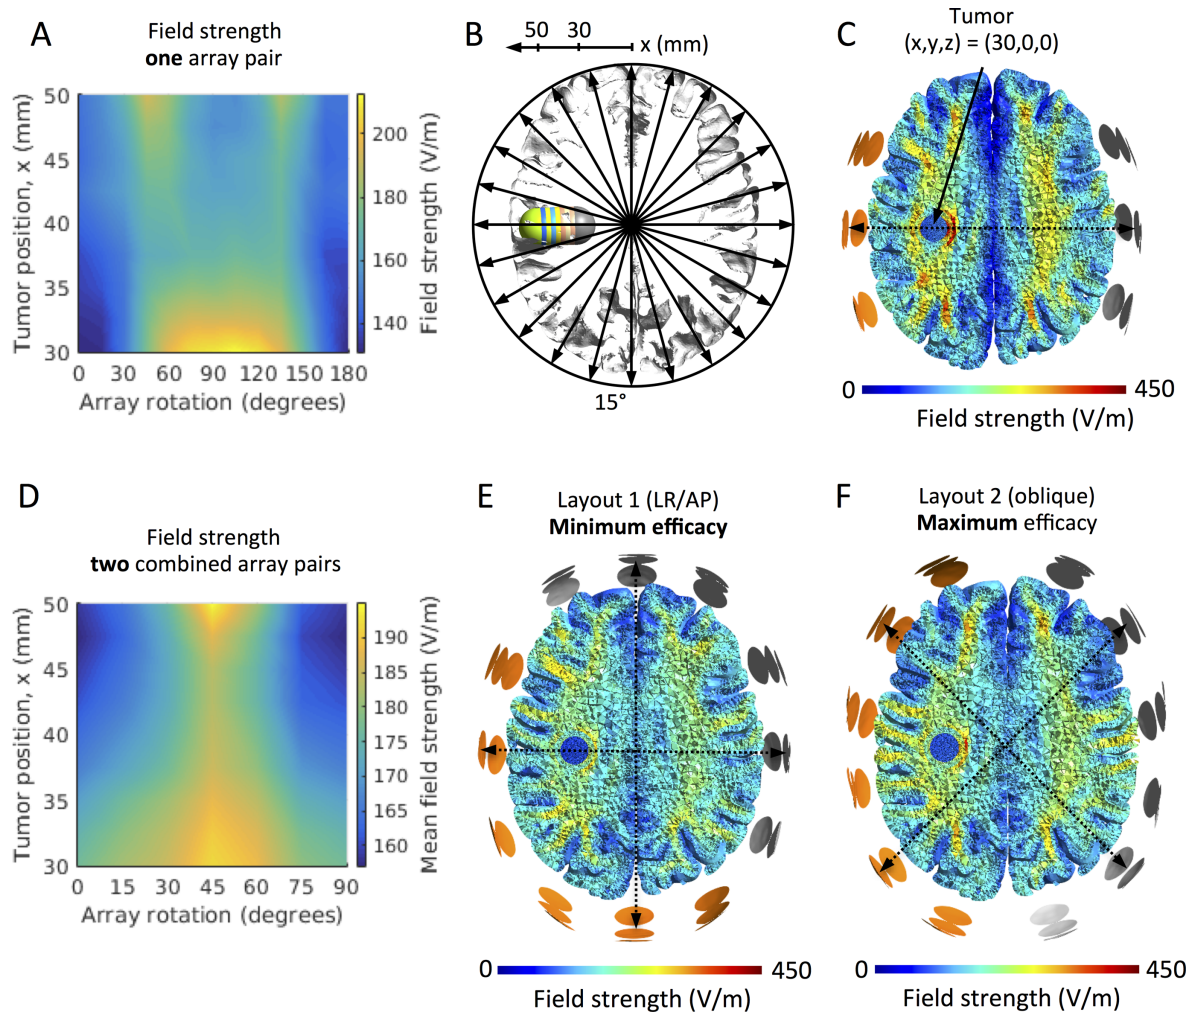 A
Field strength
one array pair
Tumor position, x (mm)
50
45
40
35
30
0 30 60 90 120 150 180
Array rotation (degrees)
200
180
160
140
Field strength (V/m)
B
50 30
x (mm)
15°
C
Tumor
(x,y,z) = (30,0,0)
0 450
Field strength (V/m)
D
Field strength
two combined array pairs
Tumor position, x (mm)
50
45
40
35
30
0 15 30 45 60 75 90
Array rotation (degrees)
190
185
180
175
170
165
160
Mean field strength (V/m)
E
Layout 1 (LR/AP)
Minimum efficacy
0 450
Field strength (V/m)
F
Layout 2 (oblique)
Maximum efficacy
0 450
Field strength (V/m)